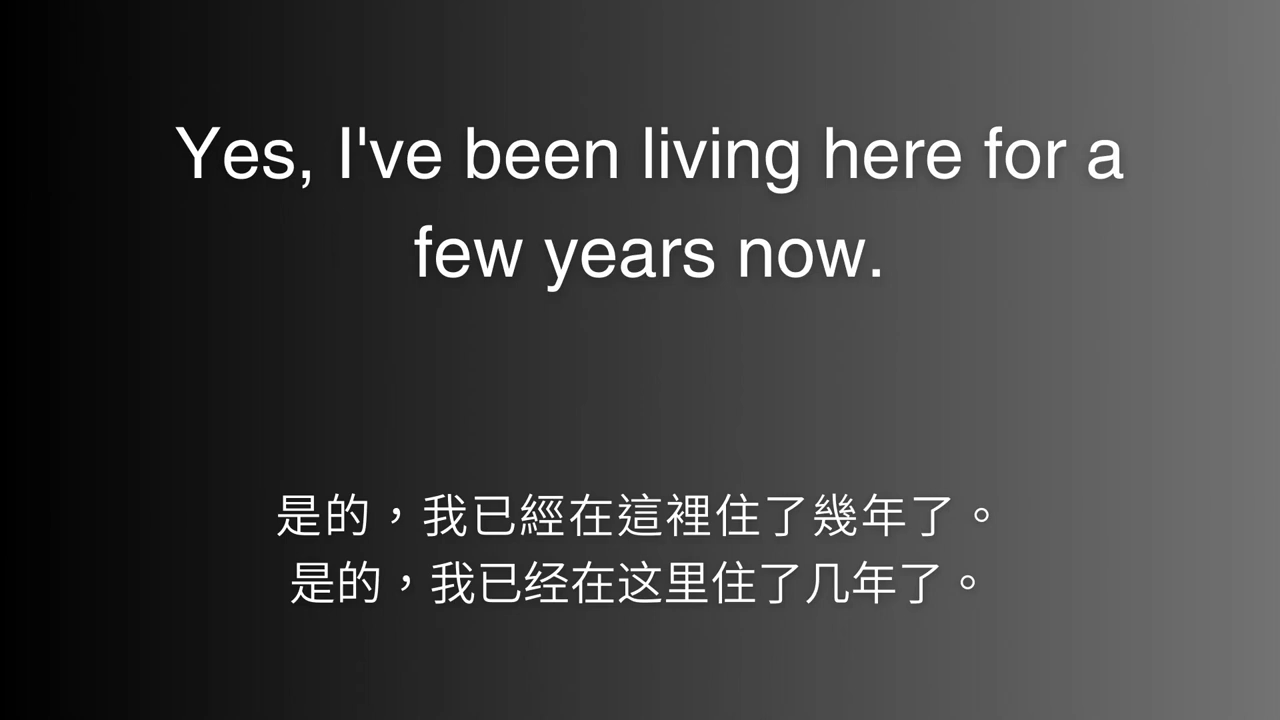 Yes, I've been living here for a
few years now.
是的，我已經在這裡住了幾年了。
是的，我已经在这里住了几年了。